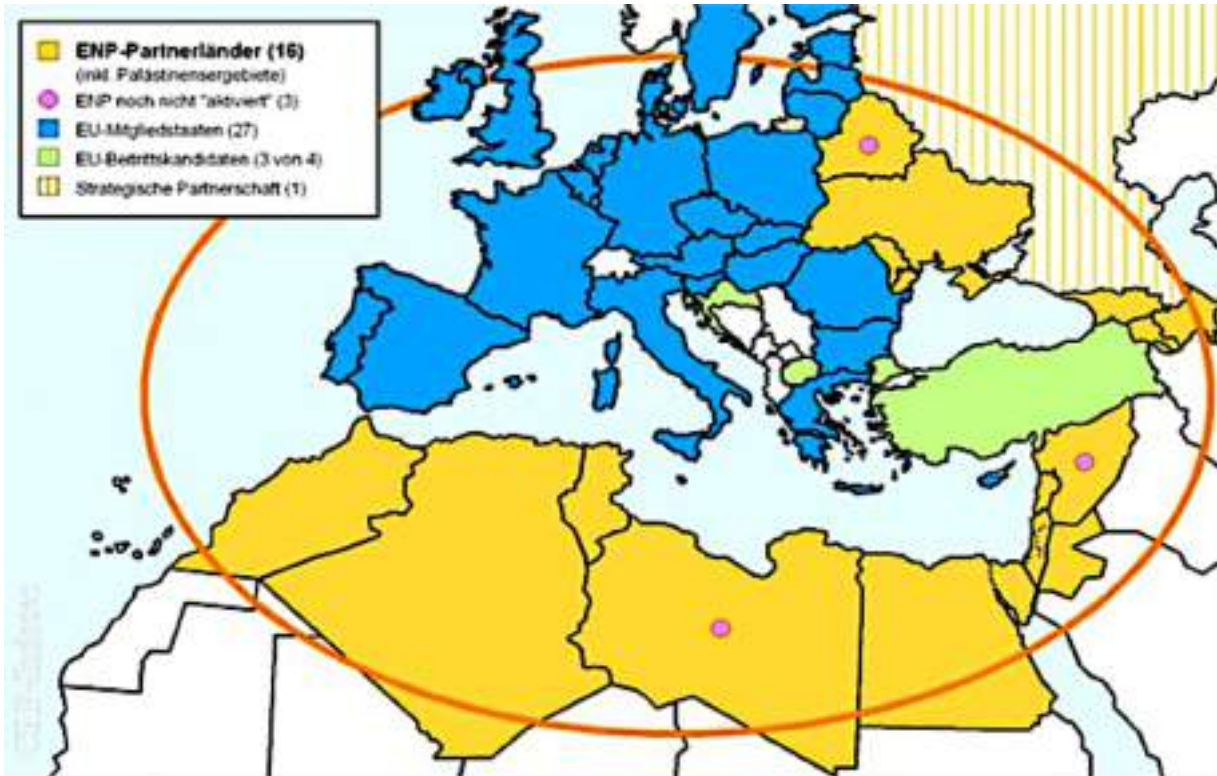 ENP-Partnerländer (16)
(inkl. Palästinensergebiete)
ENP noch nicht "aktiviert" (3)
EU-Mitgliedstaaten (27)
EU-Beitrittskandidaten (3 von 4)
Strategische Partnerschaft (1)